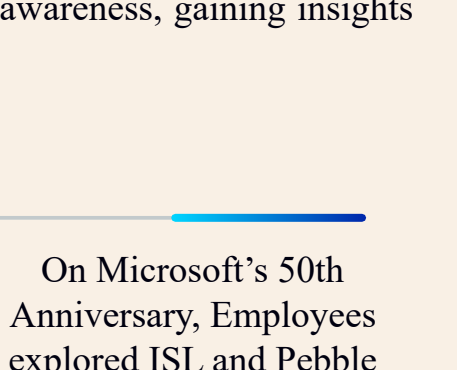 awareness, gaining insights
On Microsoft’s 50th
Anniversary, Employees
explored ISL and Pebble